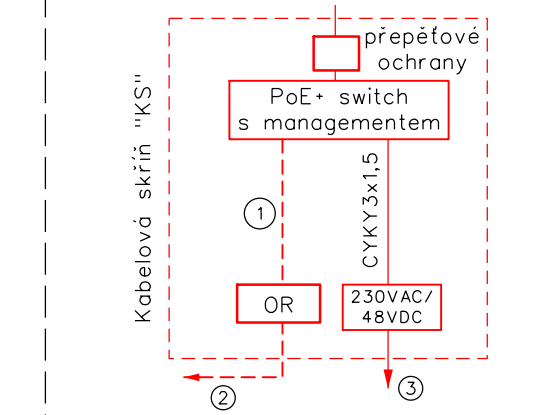 přepěťové
ochrany
PoE+ switch
s managementem
Kabelová skříň "KS"
CYKY3x1,5
1
OR
230VAC/
48VDC
2
3